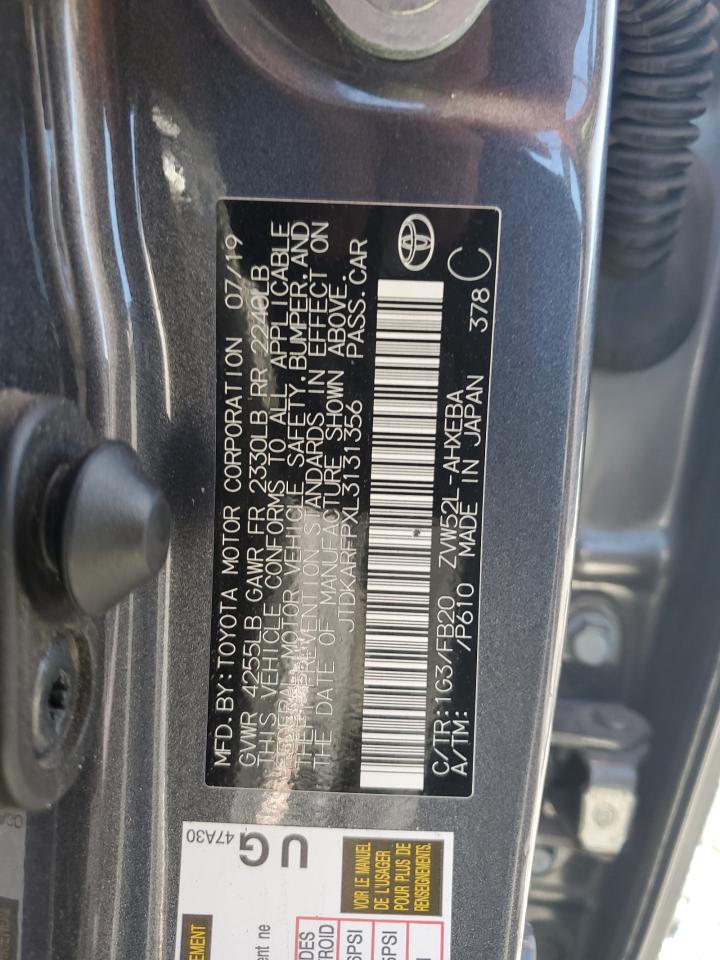 MFD. BY: TOYOTA MOTOR CORPORATION 07/19
GVWR 4255LB GAWR FR 2330LB RR 2240LB
THIS VEHICLE CONFORMS TO ALL APPLICABLE
FEDERAL MOTOR VEHICLE SAFETY, BUMPER, AND
THEFT PREVENTION STANDARDS IN EFFECT ON
THE DATE OF MANUFACTURE SHOWN ABOVE.
JTDKARFPXL3131356 PASS. CAR
C/TR: 1G3/FB20 ZVW52L-AHXEBA
A/TM: /P610 MADE IN JAPAN 378 C
47A30
UG
VOIR LE MANUEL
DE L'USAGER
POUR PLUS DE
RENSEIGNEMENTS.